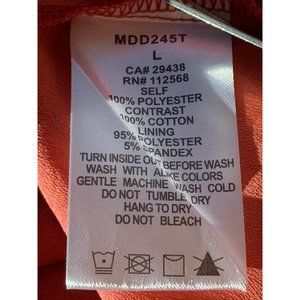 MDD245T
L
CA# 29438
RN# 112568
SELF
100% POLYESTER
CONTRAST
100% COTTON
LINING
95% POLYESTER
5% SPANDEX
TURN INSIDE OUT BEFORE WASH
WASH WITH ALIKE COLORS
GENTLE MACHINE WASH COLD
DO NOT TUMBLE DRY
HANG TO DRY
DO NOT BLEACH